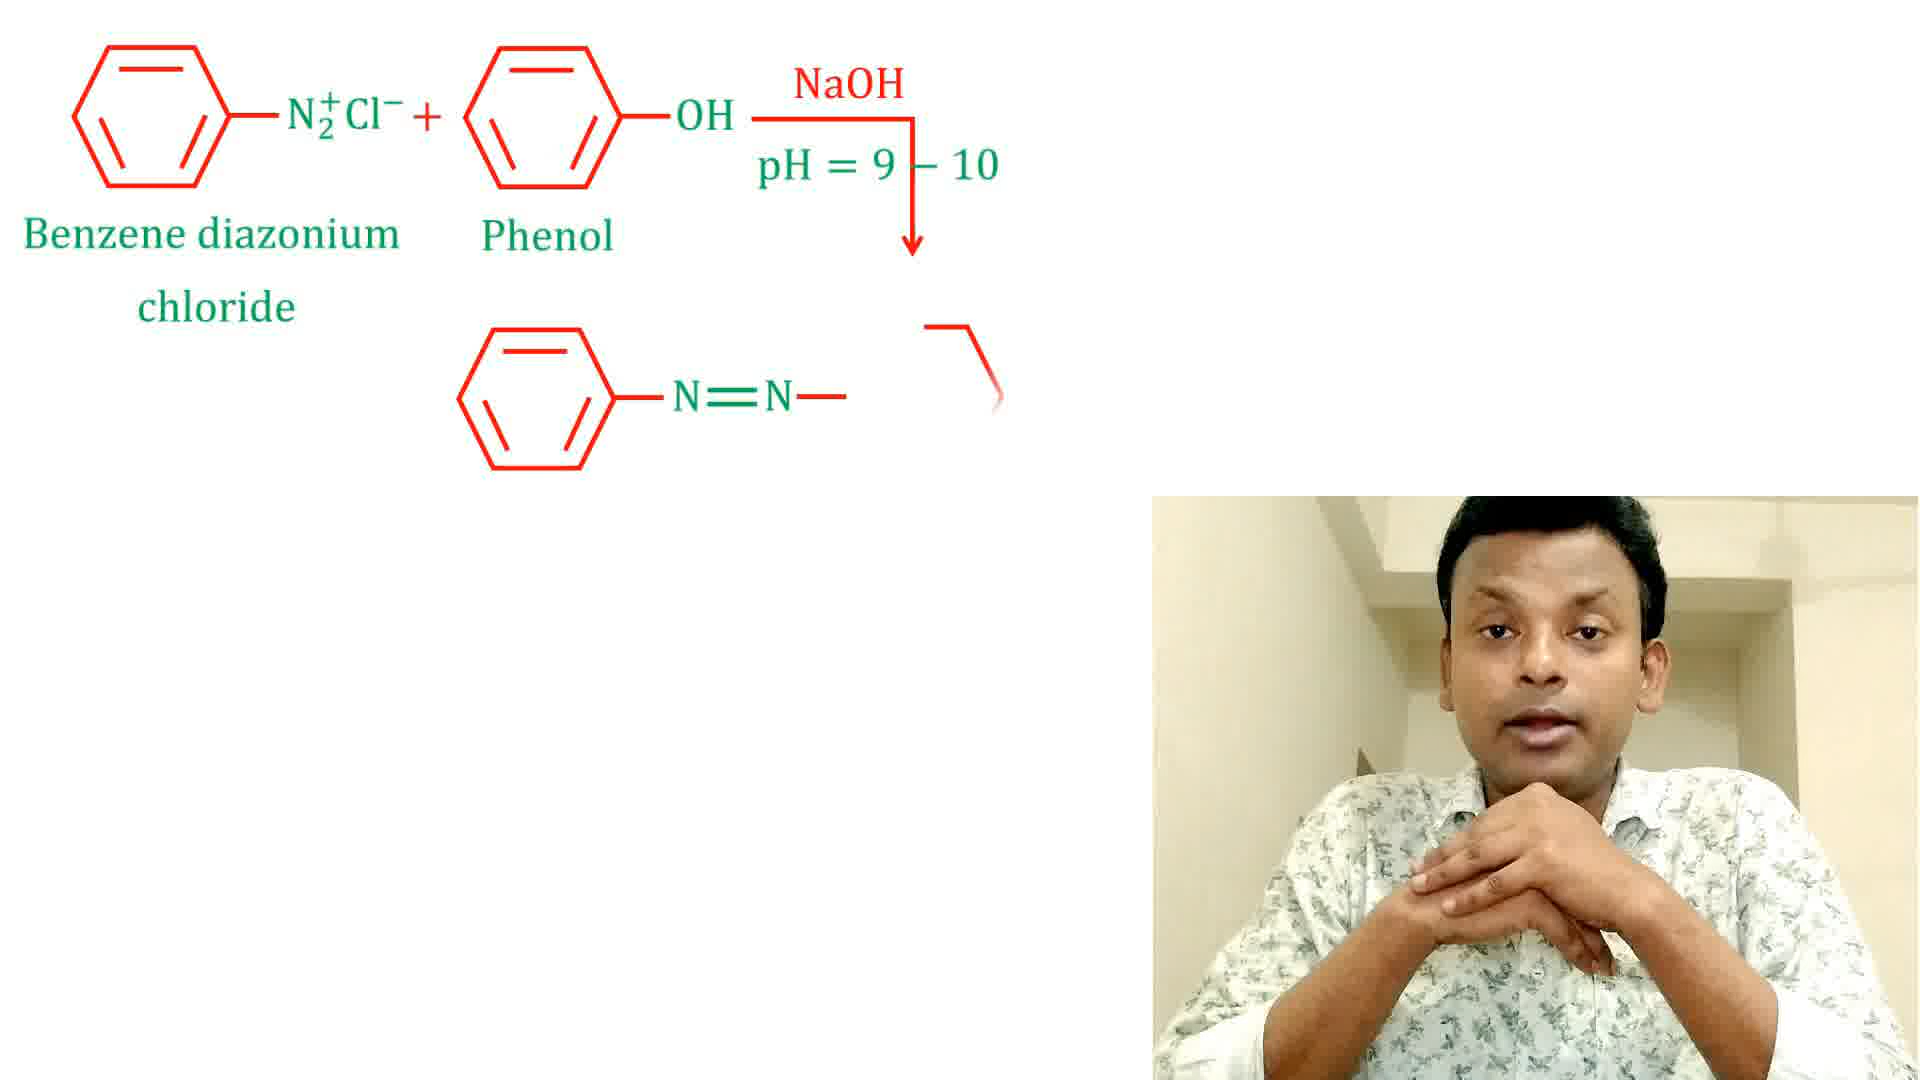 N₂⁺Cl⁻ + OH NaOH
pH = 9 – 10
Benzene diazonium chloride
Phenol
N=N